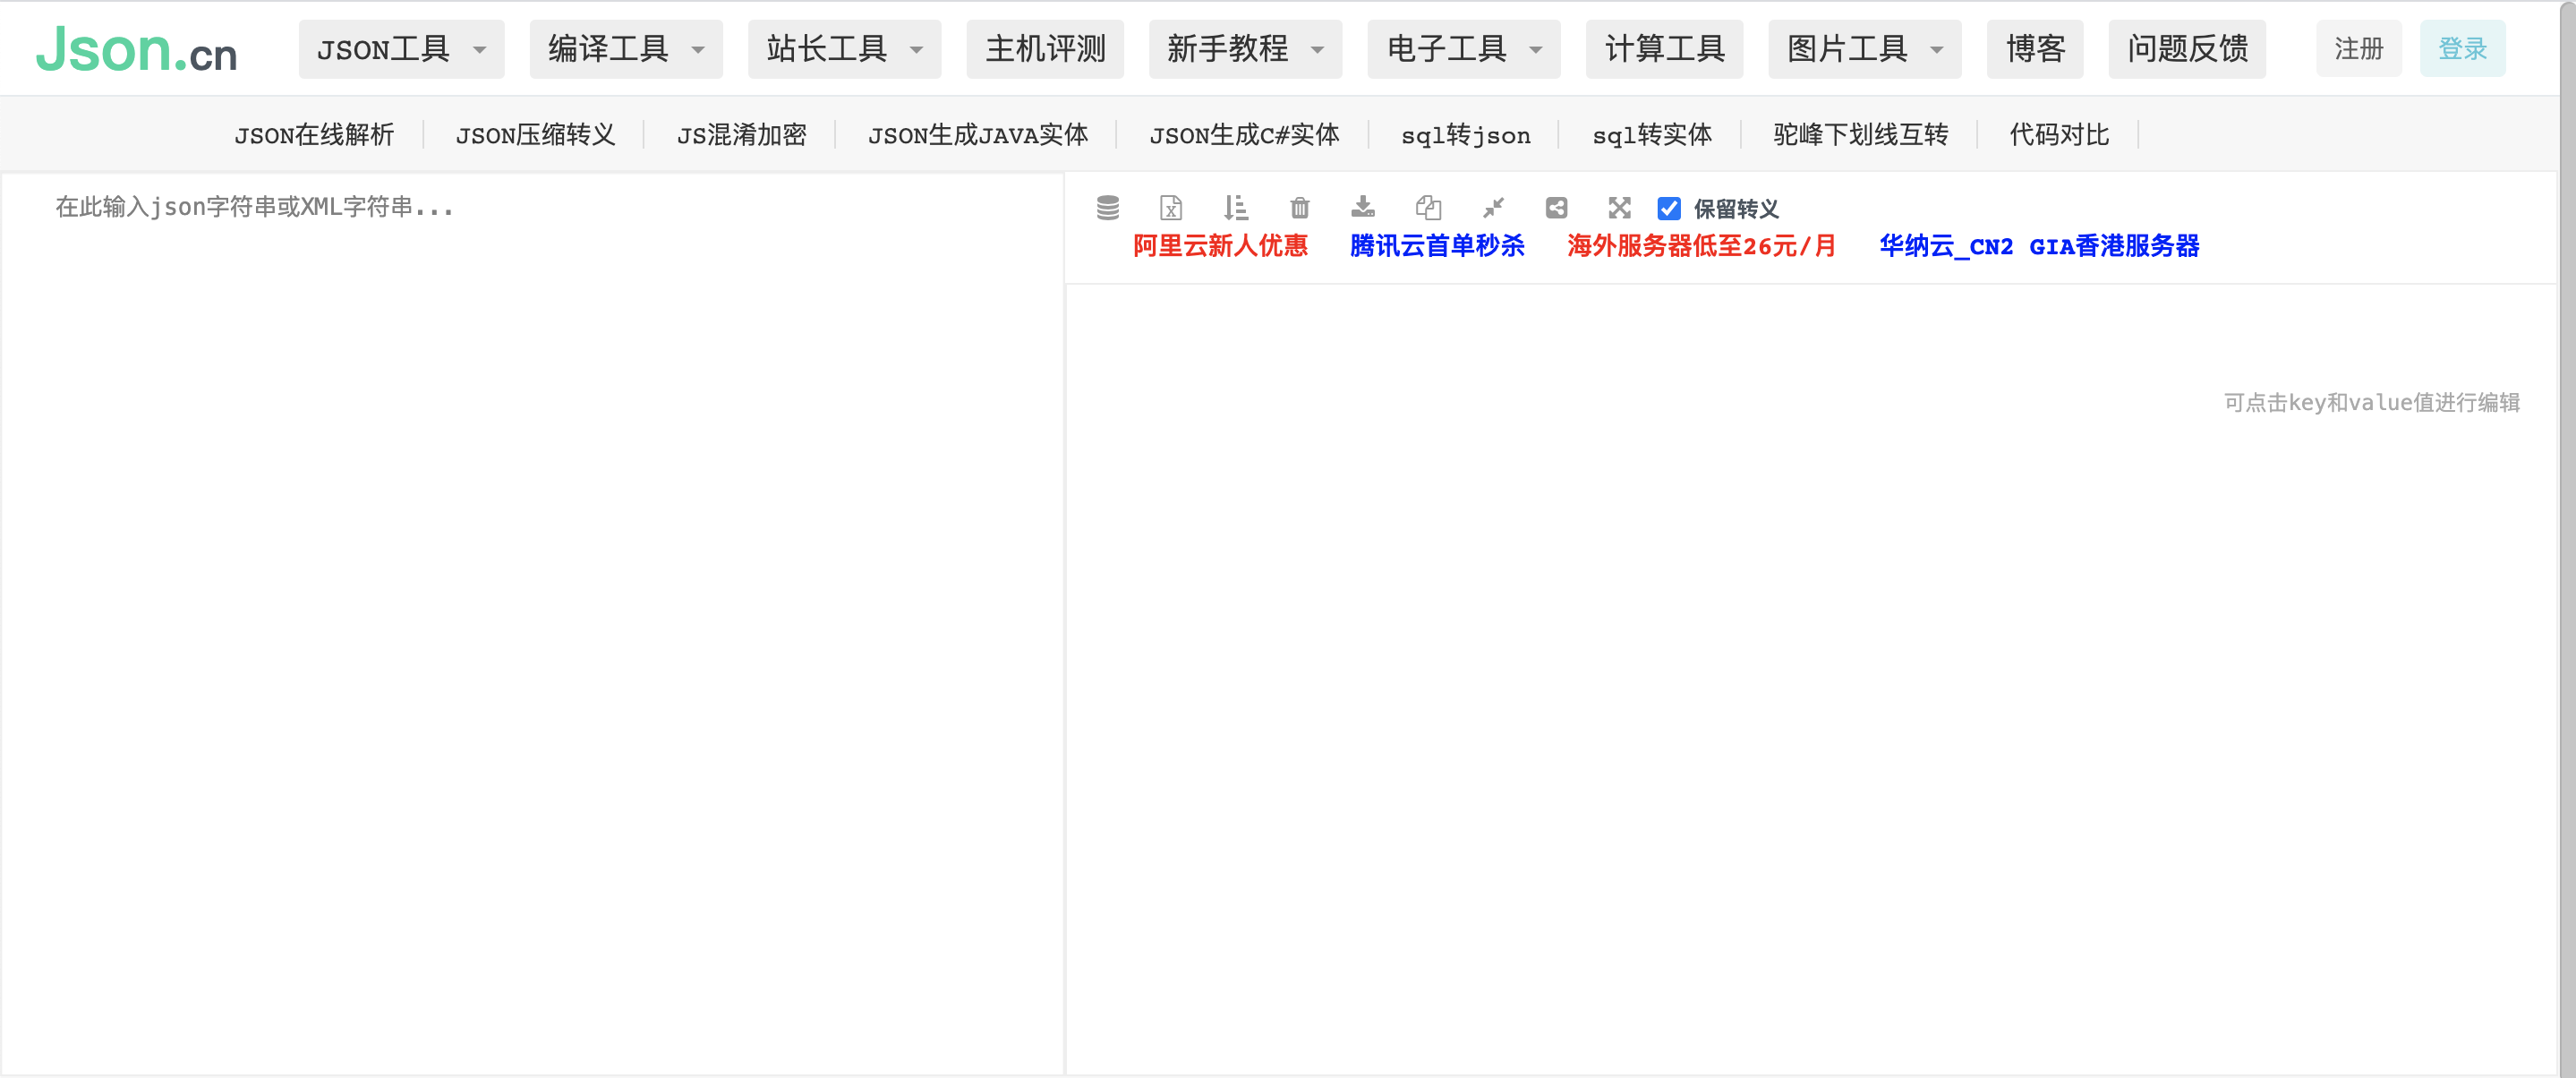 Json.cn JSON工具 编译工具 站长工具 主机评测 新手教程 电子工具 计算工具 图片工具 博客 问题反馈 注册 登录
JSON在线解析 JSON压缩转义 JS混淆加密 JSON生成JAVA实体 JSON生成C#实体 sql转json sql转实体 驼峰下划线互转 代码对比
在此输入json字符串或XML字符串...
保留转义
阿里云新人优惠 腾讯云首单秒杀 海外服务器低至26元/月 华纳云_CN2 GIA香港服务器
可点击key和value值进行编辑